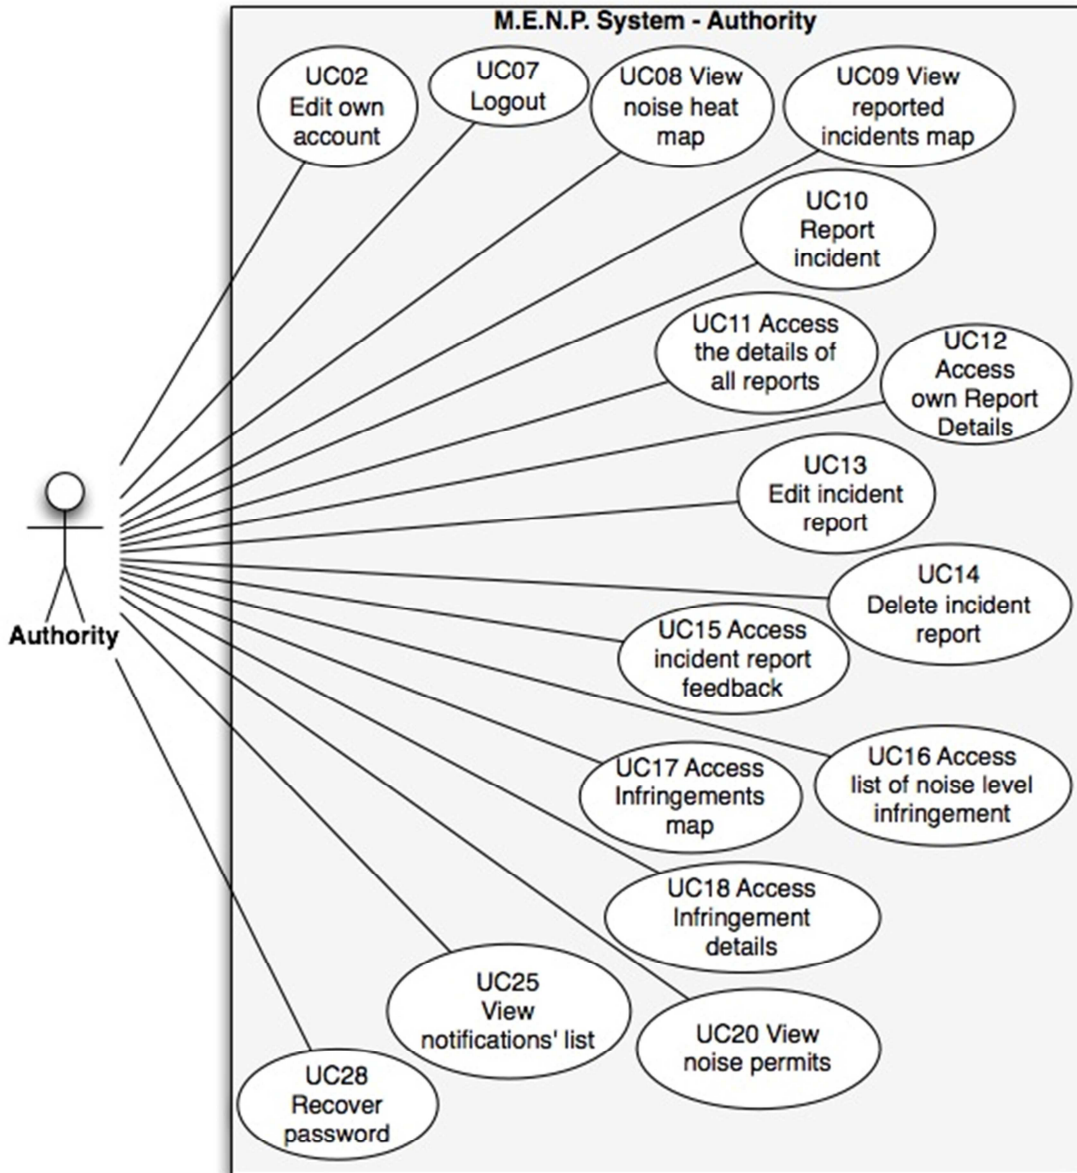 M.E.N.P. System - Authority
UC02
Edit own
account
UC07
Logout
UC08 View
noise heat
map
UC09 View
reported
incidents map
UC10
Report
incident
UC11 Access
the details of
all reports
UC12
Access
own Report
Details
UC13
Edit incident
report
UC14
Delete incident
report
Authority
UC15 Access
incident report
feedback
UC16 Access
list of noise level
infringement
UC17 Access
Infringements
map
UC18 Access
Infringement
details
UC25
View
notifications' list
UC20 View
noise permits
UC28
Recover
password